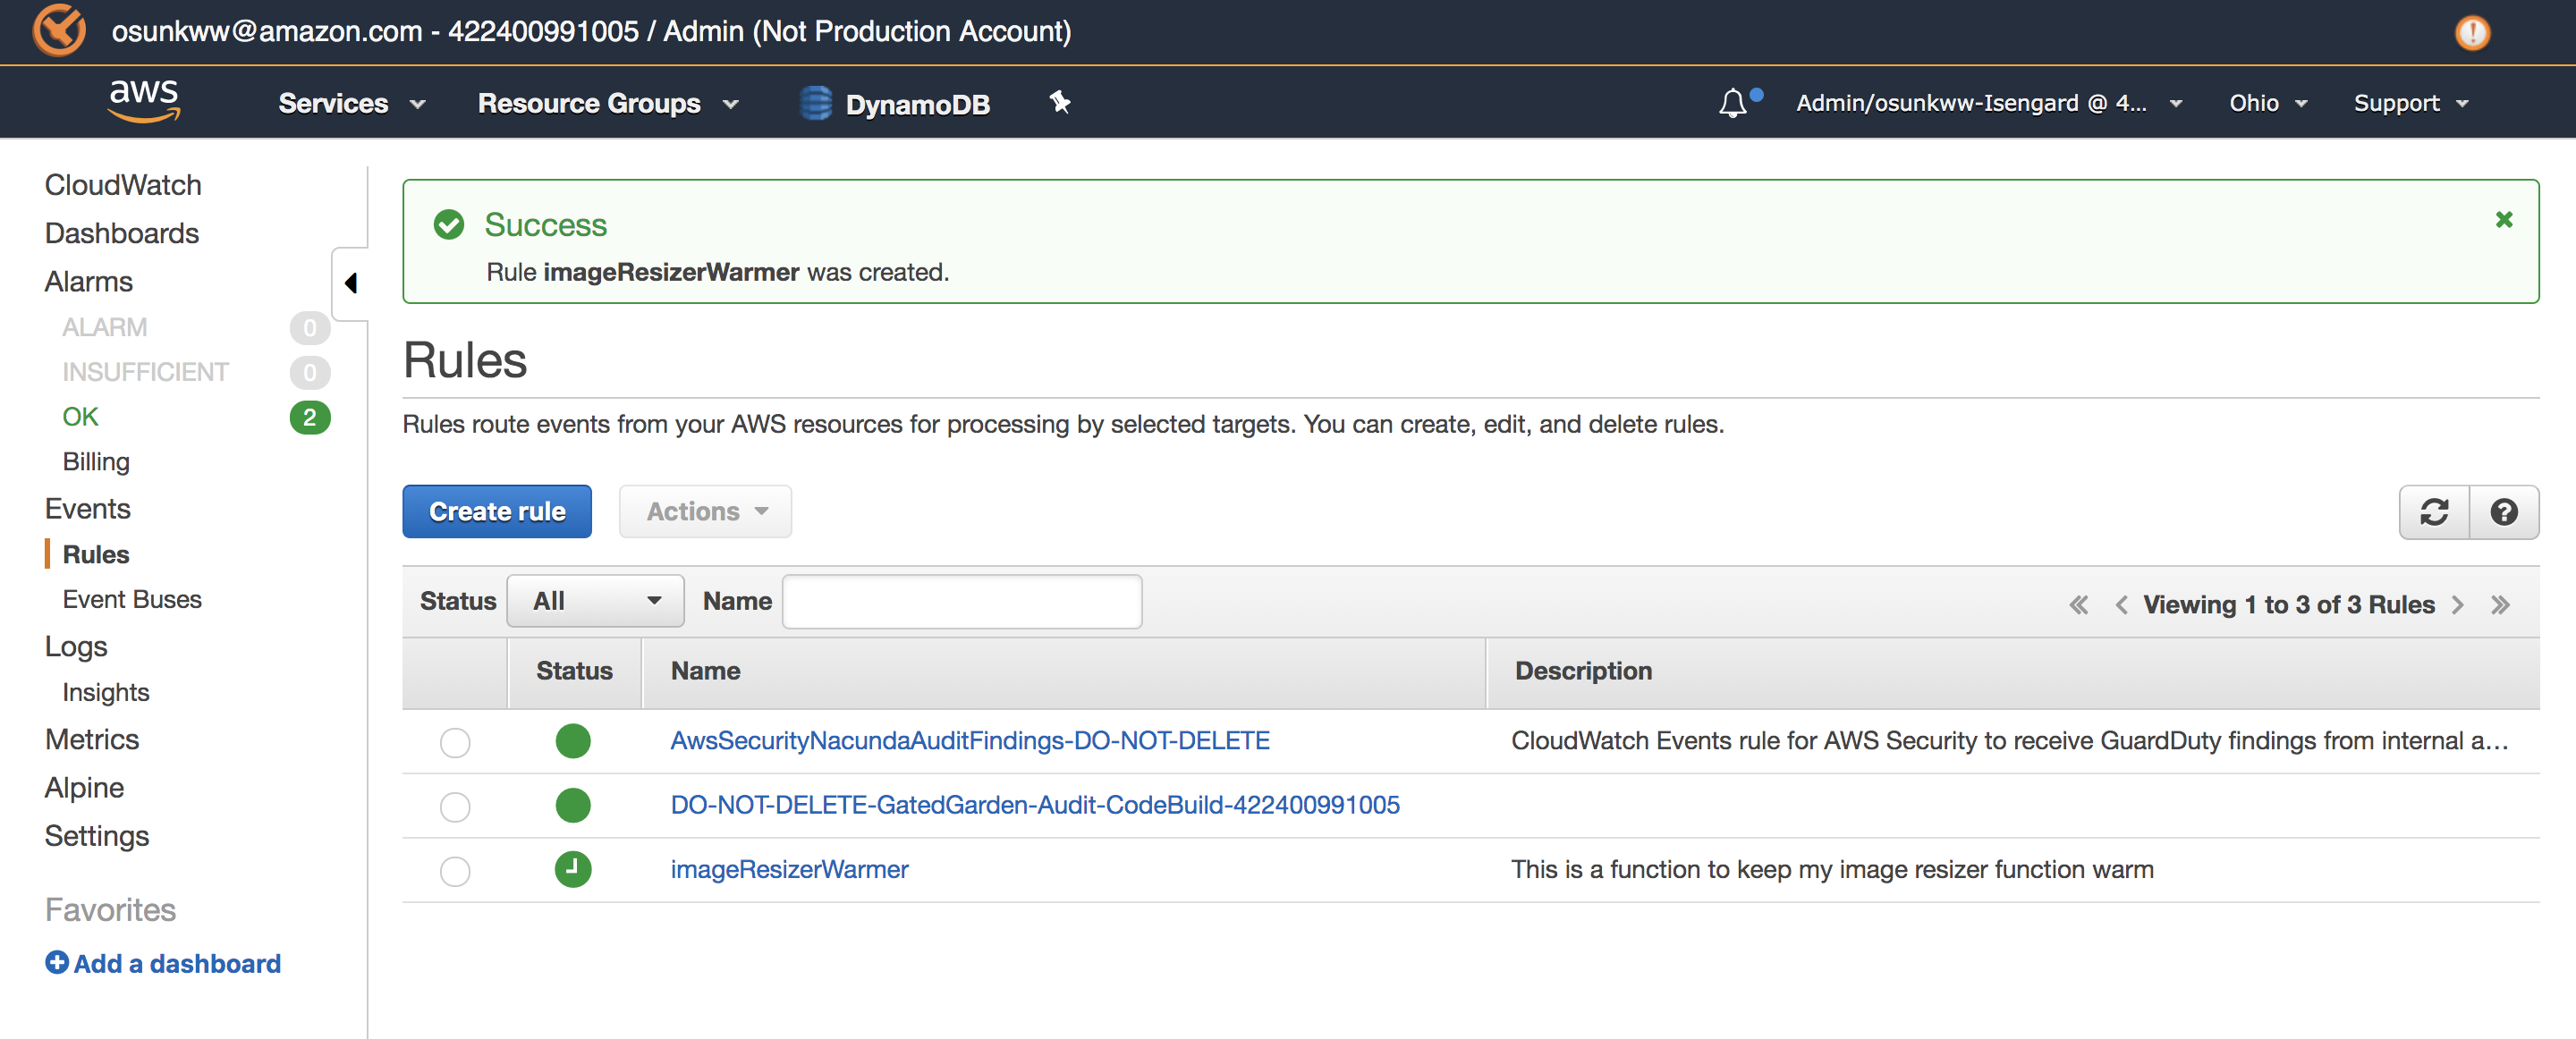 osunkww@amazon.com - 422400991005 / Admin (Not Production Account)
aws Services Resource Groups DynamoDB Admin/osunkww-Isengard @ 4... Ohio Support
CloudWatch
Dashboards
Alarms
ALARM 0
INSUFFICIENT 0
OK 2
Billing
Events
Rules
Event Buses
Logs
Insights
Metrics
Alpine
Settings
Favorites
Add a dashboard
Success
Rule imageResizerWarmer was created.
Rules
Rules route events from your AWS resources for processing by selected targets. You can create, edit, and delete rules.
Create rule Actions
Status All Name Viewing 1 to 3 of 3 Rules
Status Name Description
AwsSecurityNacundaAuditFindings-DO-NOT-DELETE CloudWatch Events rule for AWS Security to receive GuardDuty findings from internal a...
DO-NOT-DELETE-GatedGarden-Audit-CodeBuild-422400991005
imageResizerWarmer This is a function to keep my image resizer function warm